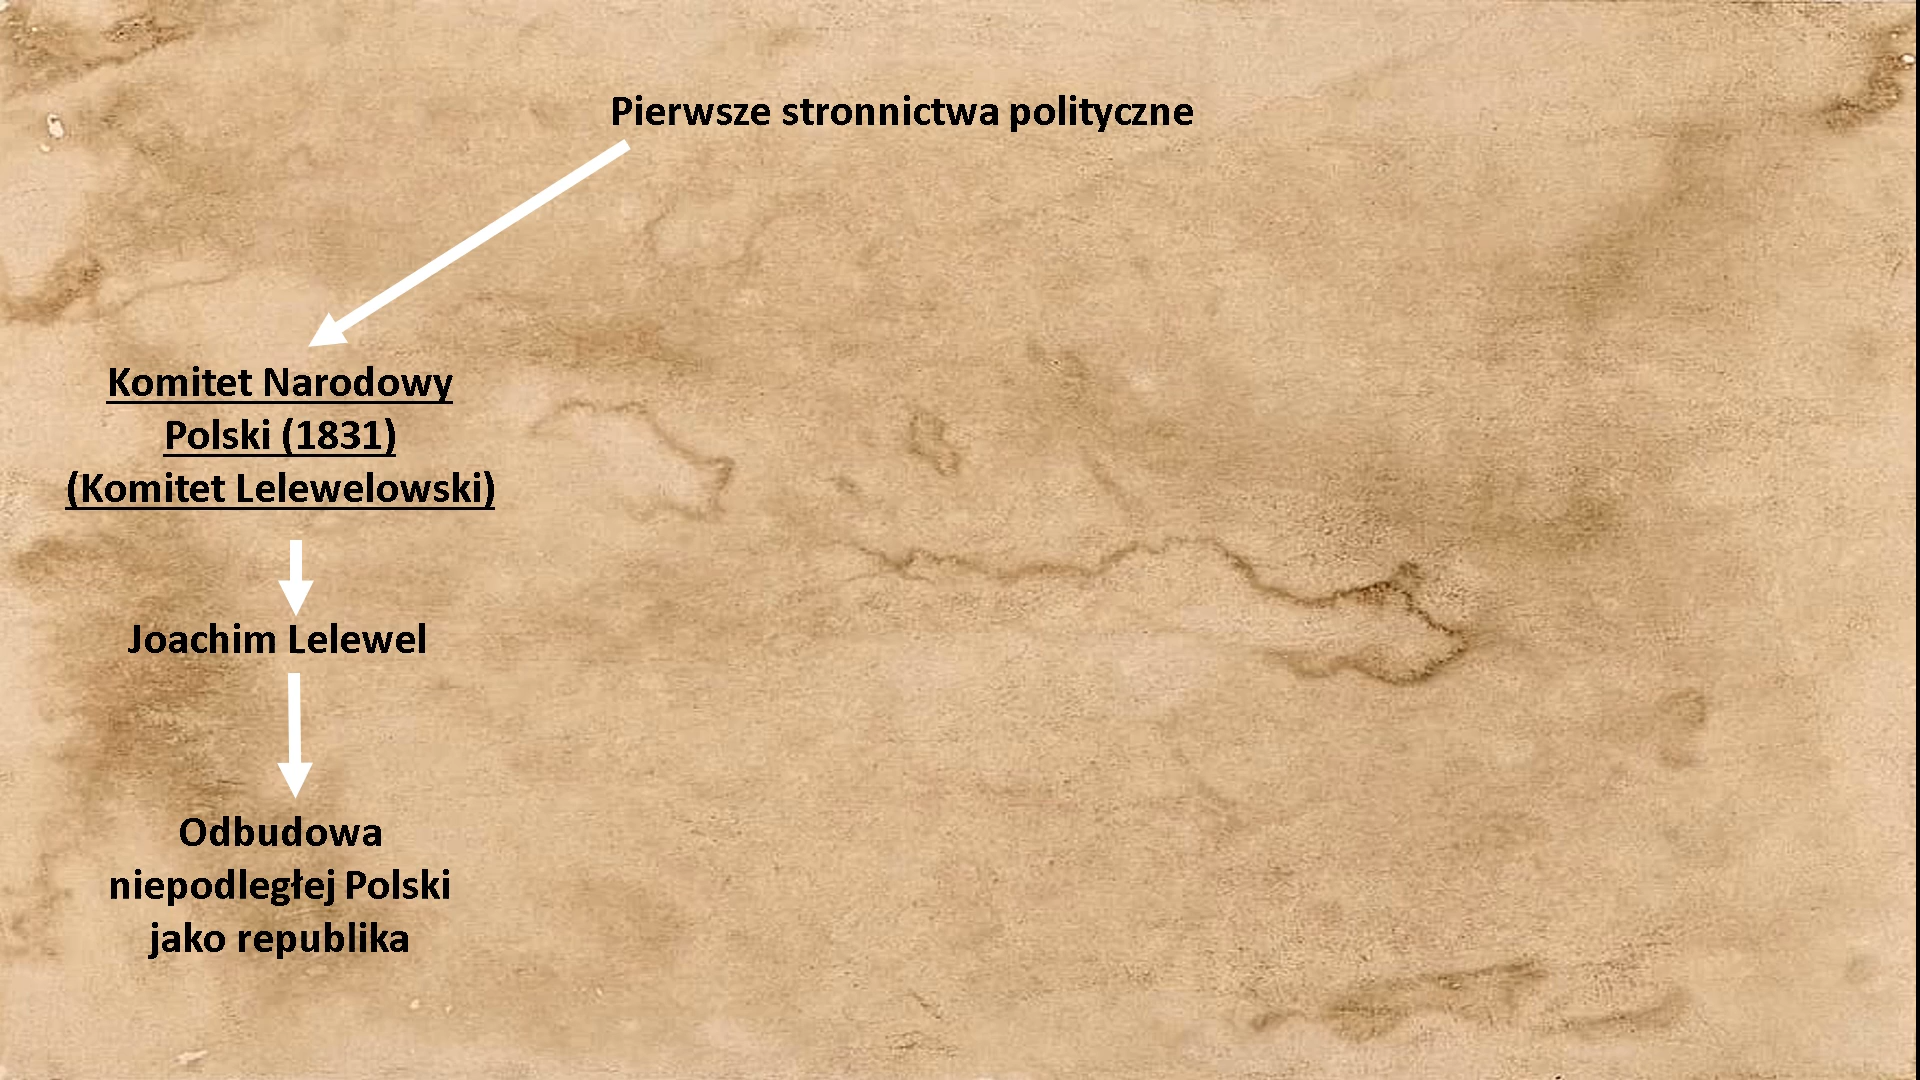 Pierwsze stronnictwa polityczne
Komitet Narodowy
Polski (1831)
(Komitet Lelewelowski)
Joachim Lelewel
Odbudowa
niepodległej Polski
jako republika